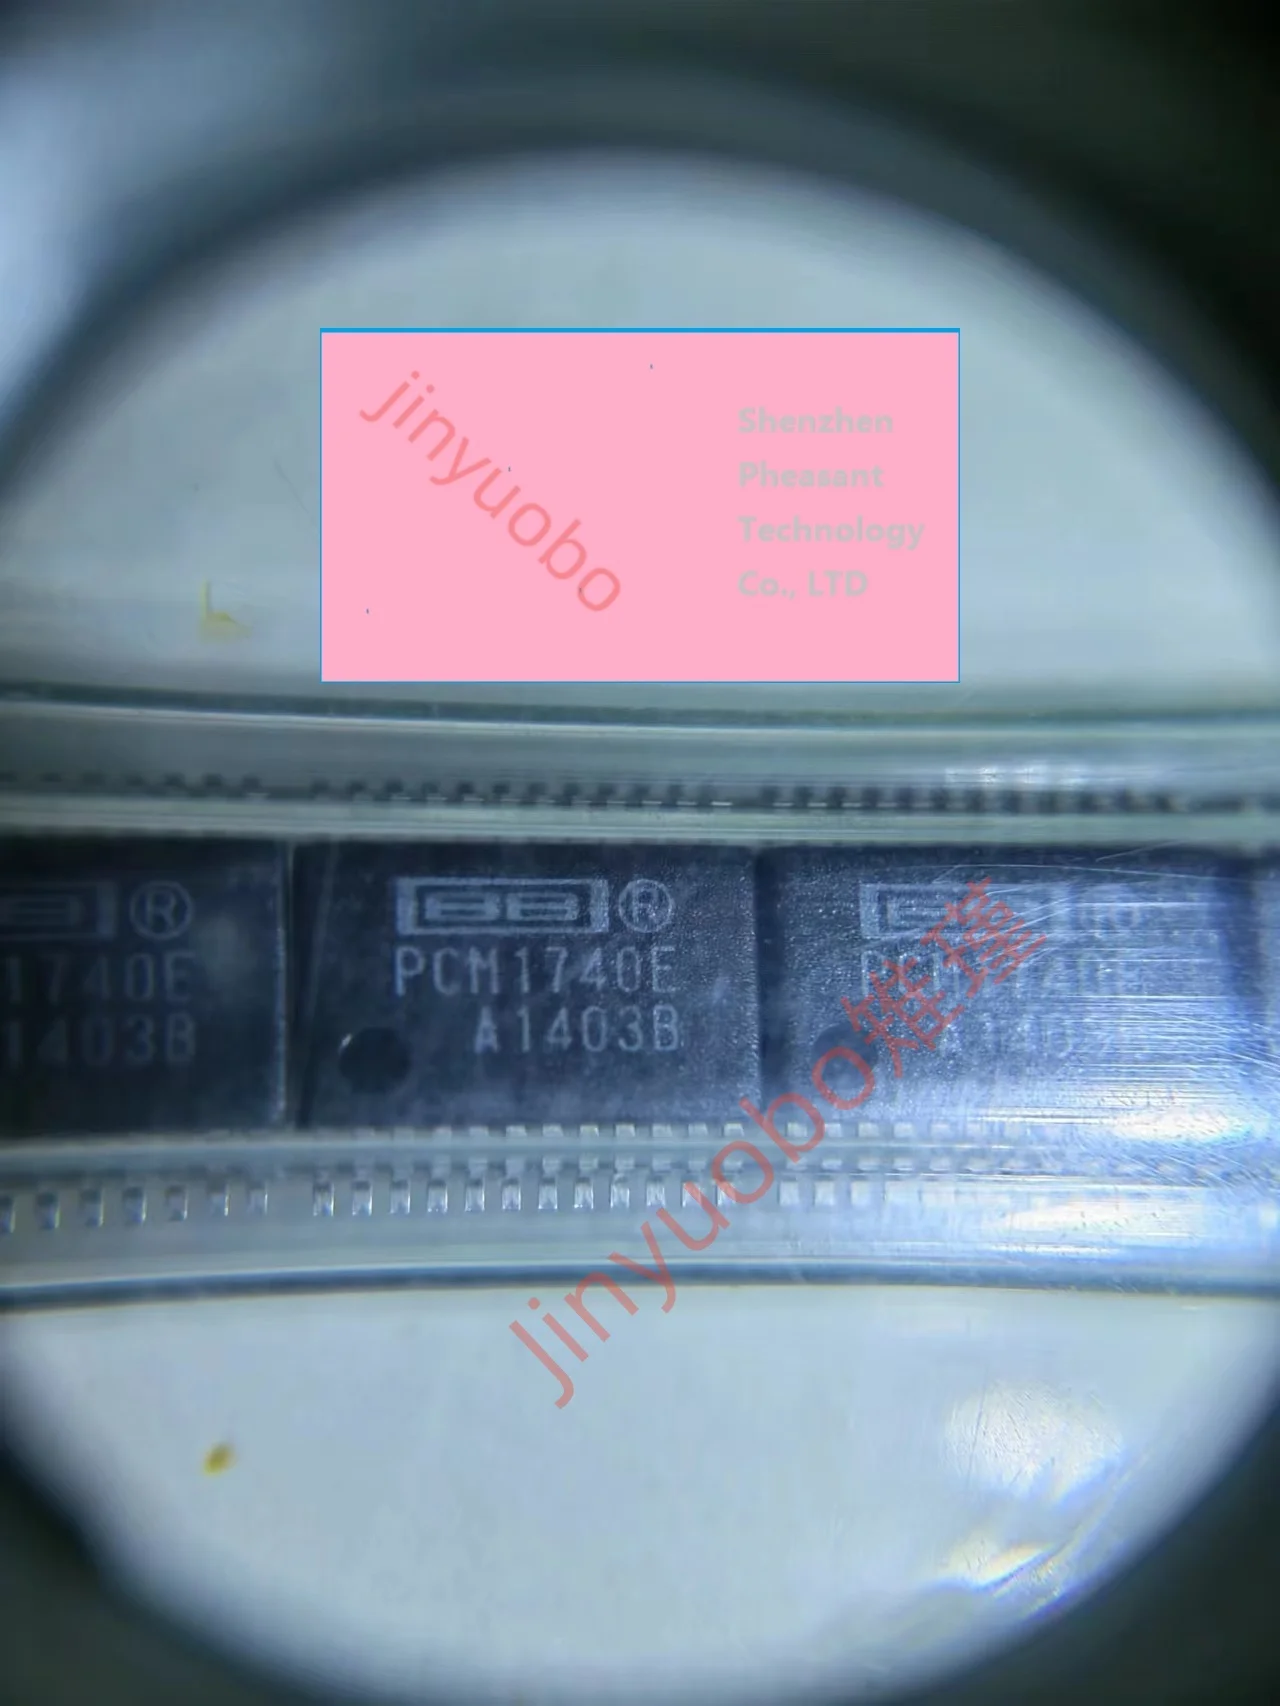 jinyuobo
Shenzhen
Pheasant
Technology
Co., LTD
BB®
PCM1740E
A1403B
®
1740E
1403B
Jinyuobo雉瑾